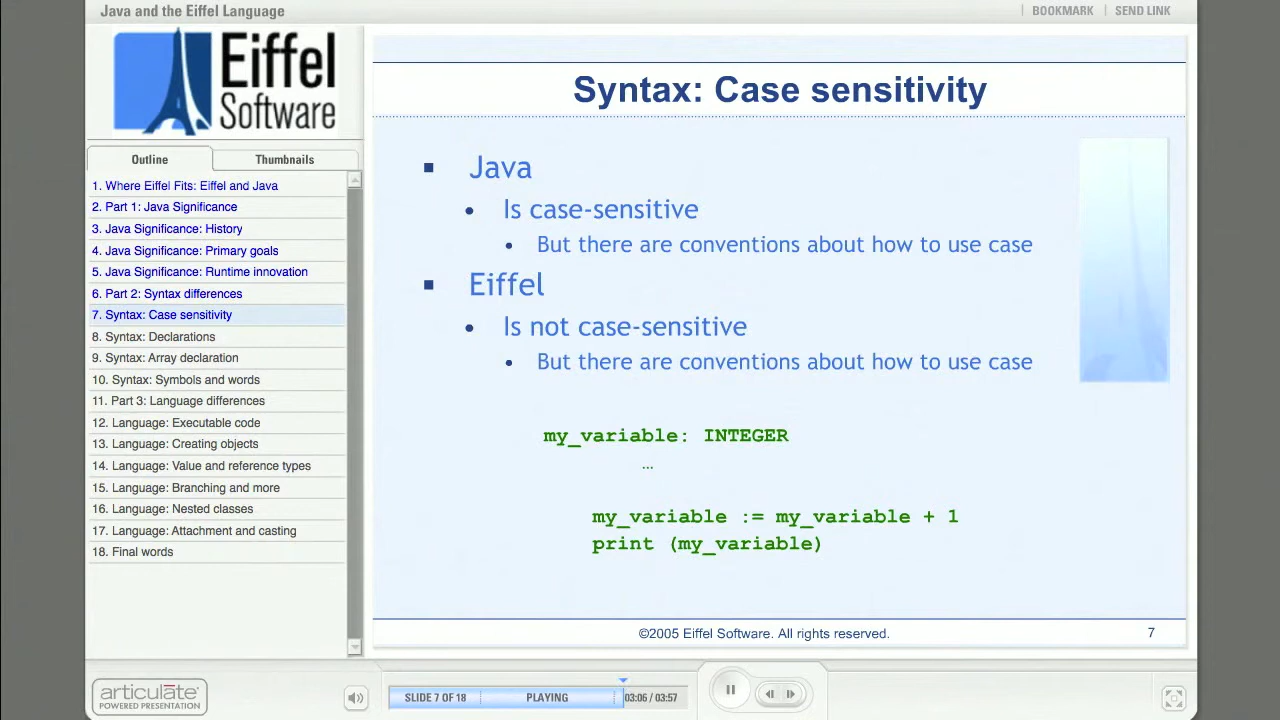 Java and the Eiffel Language
BOOKMARK
SEND LINK
Eiffel
Software
Outline
Thumbnails
1. Where Eiffel Fits: Eiffel and Java
2. Part 1: Java Significance
3. Java Significance: History
4. Java Significance: Primary goals
5. Java Significance: Runtime innovation
6. Part 2: Syntax differences
7. Syntax: Case sensitivity
8. Syntax: Declarations
9. Syntax: Array declaration
10. Syntax: Symbols and words
11. Part 3: Language differences
12. Language: Executable code
13. Language: Creating objects
14. Language: Value and reference types
15. Language: Branching and more
16. Language: Nested classes
17. Language: Attachment and casting
18. Final words
Syntax: Case sensitivity
Java
Is case-sensitive
But there are conventions about how to use case
Eiffel
Is not case-sensitive
But there are conventions about how to use case
my_variable: INTEGER
…
my_variable := my_variable + 1
print (my_variable)
©2005 Eiffel Software. All rights reserved.
7
articulate
POWERED PRESENTATION
SLIDE 7 OF 18
PLAYING
03:06 / 03:57